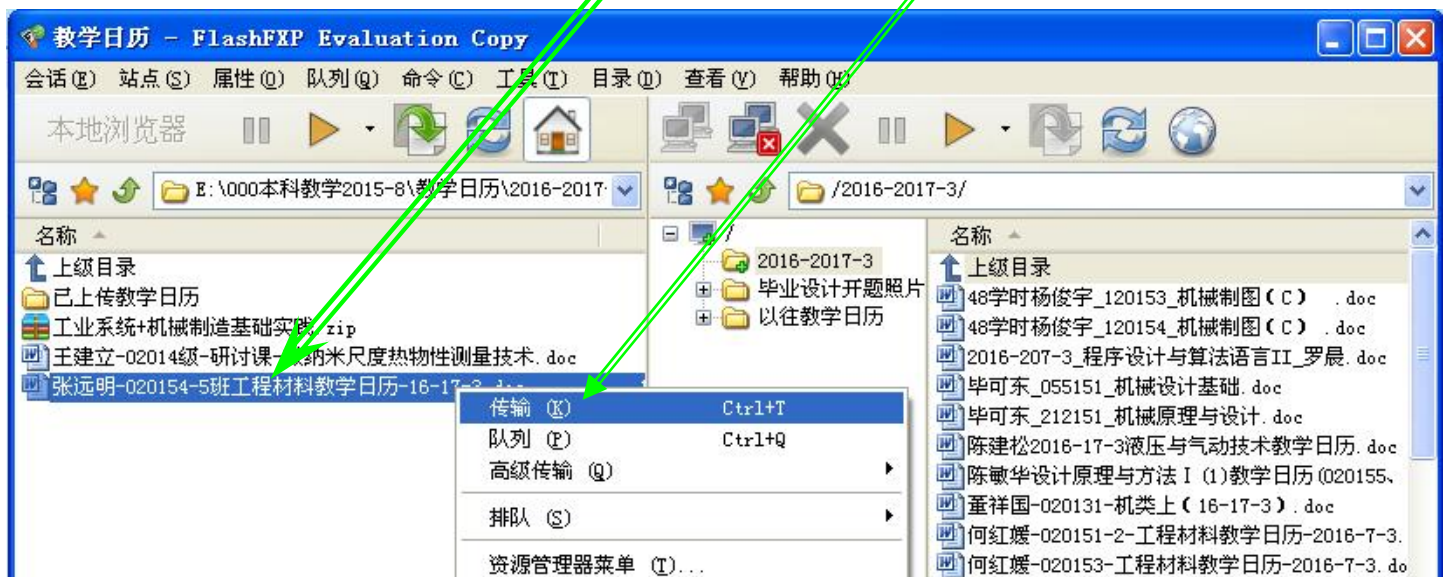 教学日历 - FlashFXP Evaluation Copy
会话(E) 站点(S) 属性(O) 队列(Q) 命令(C) 工具(T) 目录(D) 查看(V) 帮助(H)
本地浏览器
E:\000本科教学2015-8\教学日历\2016-2017-
/2016-2017-3/
名称
上级目录
已上传教学日历
工业系统+机械制造基础实践.zip
王建立-02014级-研讨课-微纳米尺度热物性测量技术.doc
张远明-020154-5班工程材料教学日历-16-17-3.doc
传输 (K) Ctrl+T
队列 (P) Ctrl+Q
高级传输 (Q)
排队 (S)
资源管理器菜单 (T)...
/
2016-2017-3
毕业设计开题照片
以往教学日历
名称
上级目录
48学时杨俊宇_120153_机械制图(C) .doc
48学时杨俊宇_120154_机械制图(C) .doc
2016-207-3_程序设计与算法语言II_罗晨.doc
毕可东_055151_机械设计基础.doc
毕可东_212151_机械原理与设计.doc
陈建松2016-17-3液压与气动技术教学日历.doc
陈敏华设计原理与方法Ⅰ(1)教学日历(020155、
董祥国-020131-机类上(16-17-3).doc
何红媛-020151-2-工程材料教学日历-2016-7-3.
何红媛-020153-工程材料教学日历-2016-7-3.do